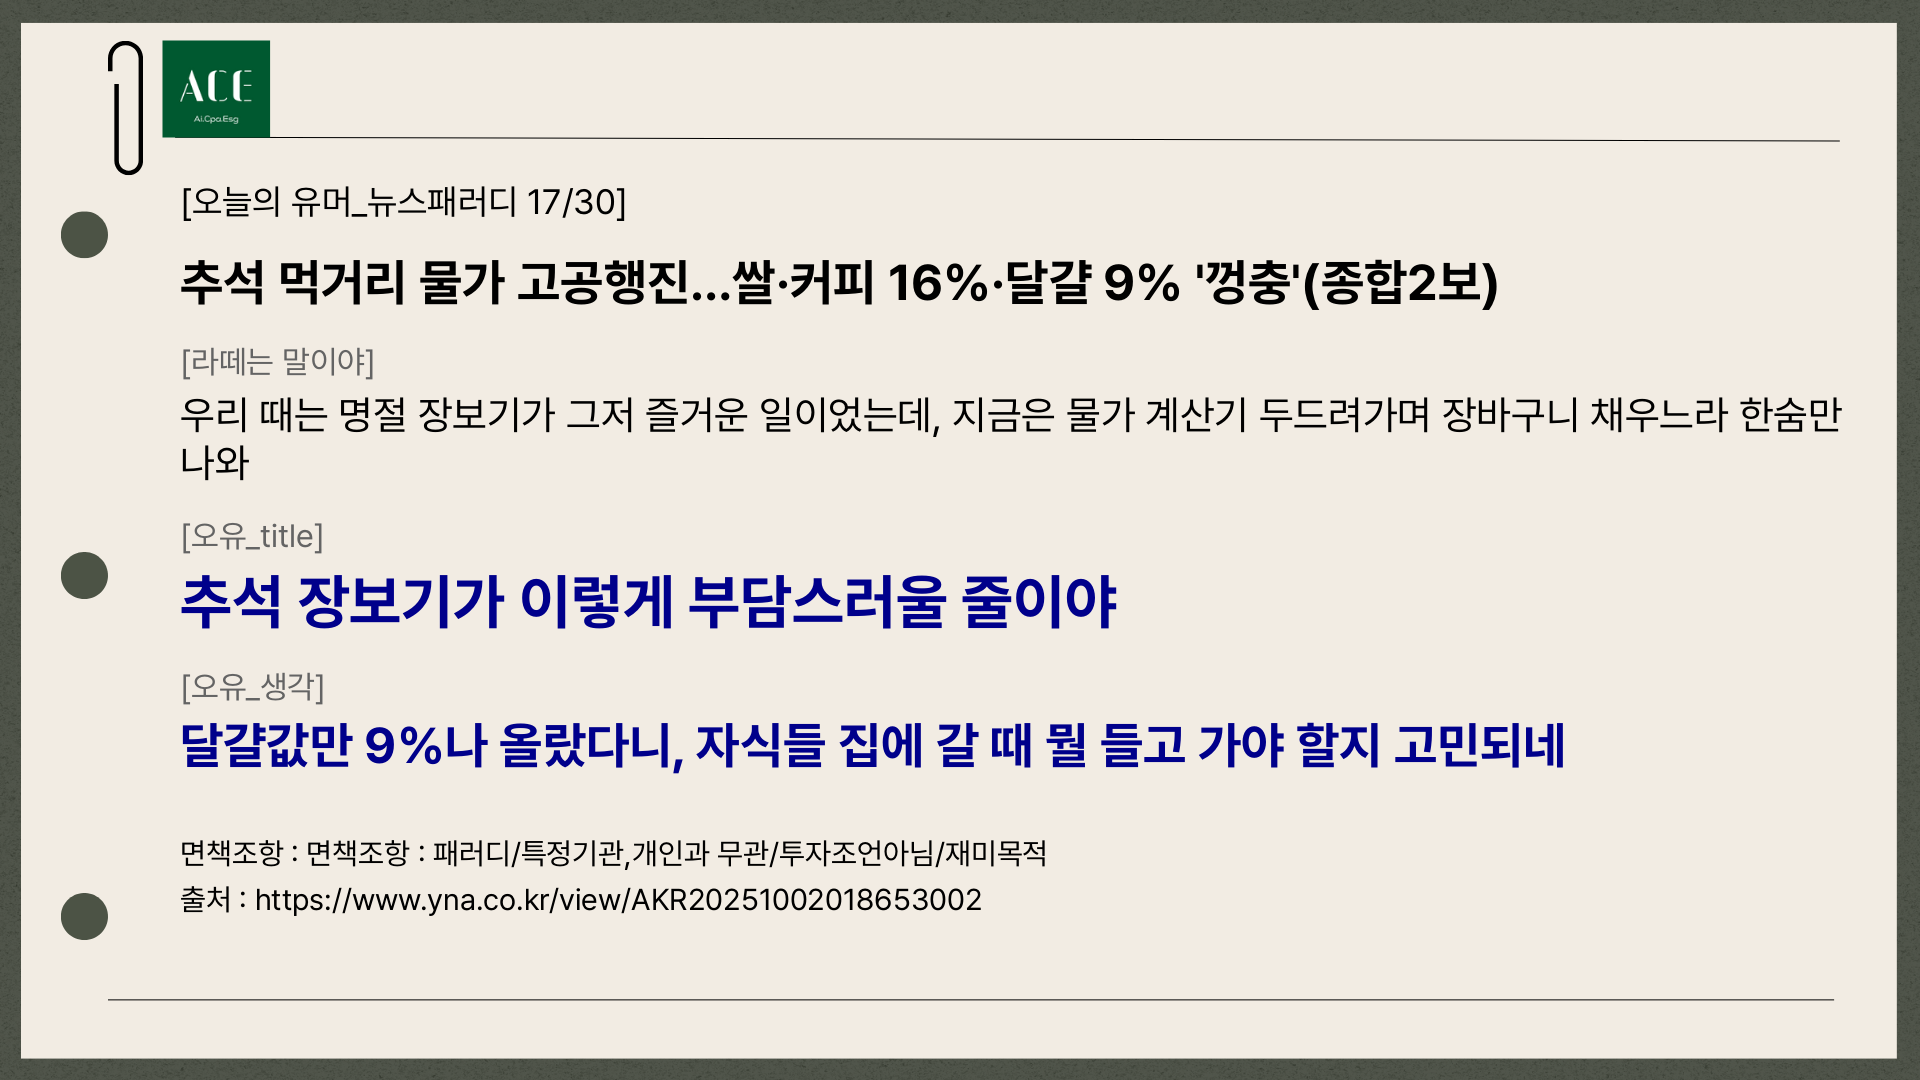 ACE
Ai.Cpa.Esg
[오늘의 유머_뉴스패러디 17/30]
추석 먹거리 물가 고공행진...쌀·커피 16%·달걀 9% '껑충'(종합2보)
[라떼는 말이야]
우리 때는 명절 장보기가 그저 즐거운 일이었는데, 지금은 물가 계산기 두드려가며 장바구니 채우느라 한숨만
나와
[오유_title]
추석 장보기가 이렇게 부담스러울 줄이야
[오유_생각]
달걀값만 9%나 올랐다니, 자식들 집에 갈 때 뭘 들고 가야 할지 고민되네
면책조항 : 면책조항 : 패러디/특정기관,개인과 무관/투자조언아님/재미목적
출처 : https://www.yna.co.kr/view/AKR20251002018653002